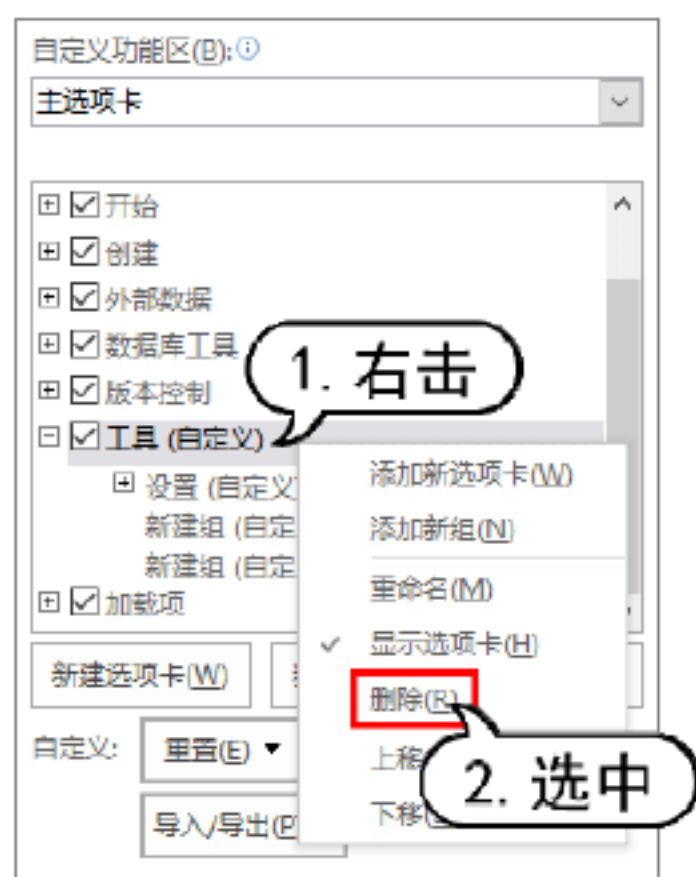 自定义功能区(B):
主选项卡
开始
创建
外部数据
数据库工具
1. 右击
版本控制
工具 (自定义)
添加新选项卡(W)
设置 (自定义)
添加新组(N)
新建组 (自定
新建组 (自定
重命名(M)
加载项
显示选项卡(H)
新建选项卡(W)
删除(R)
自定义:
重置(E)
上移
2. 选中
下移
导入/导出(P